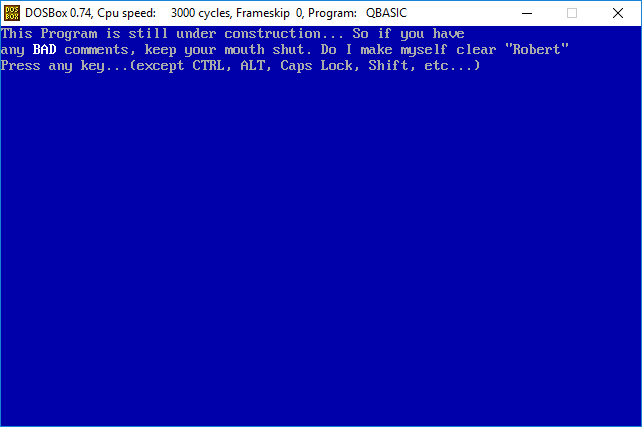 DOS
BOX
DOSBox 0.74, Cpu speed: 3000 cycles, Frameskip 0, Program: QBASIC
This Program is still under construction... So if you have
any BAD comments, keep your mouth shut. Do I make myself clear "Robert"
Press any key...(except CTRL, ALT, Caps Lock, Shift, etc...)